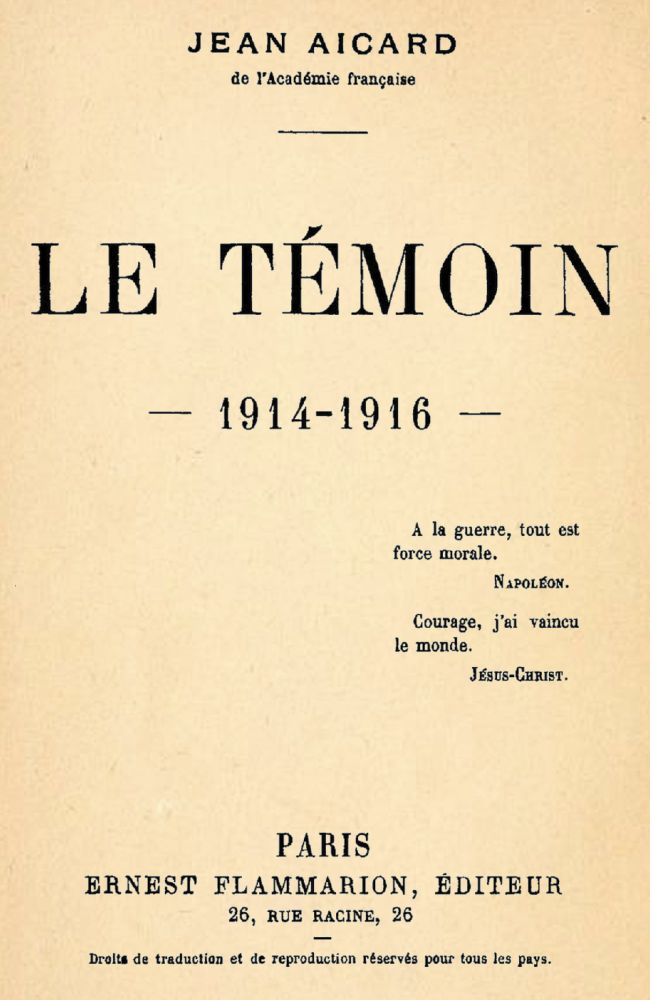 JEAN AICARD
de l'Académie française
LE TÉMOIN
— 1914-1916 —
A la guerre, tout est
force morale.
NAPOLÉON.
Courage, j'ai vaincu
le monde.
JÉSUS-CHRIST.
PARIS
ERNEST FLAMMARION, ÉDITEUR
26, RUE RACINE, 26
Droits de traduction et de reproduction réservés pour tous les pays.